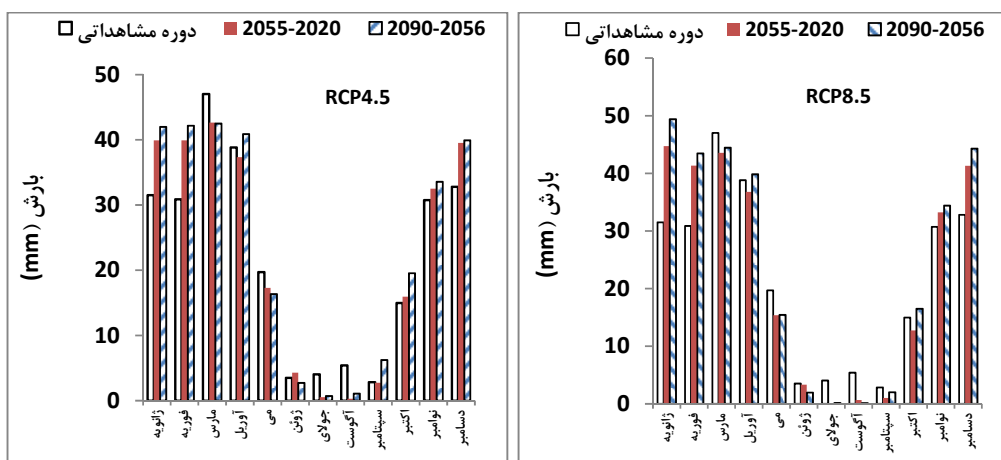 دوره مشاهداتی 2055-2020 2090-2056
RCP4.5
50
40
30
20
10
0
بارش (mm)
ژانویه فوریه مارس آوریل می ژوئن جولای آگوست سپتامبر اکتبر نوامبر دسامبر
دوره مشاهداتی 2055-2020 2090-2056
RCP8.5
60
50
40
30
20
10
0
بارش (mm)
ژانویه فوریه مارس آوریل می ژوئن جولای آگوست سپتامبر اکتبر نوامبر دسامبر